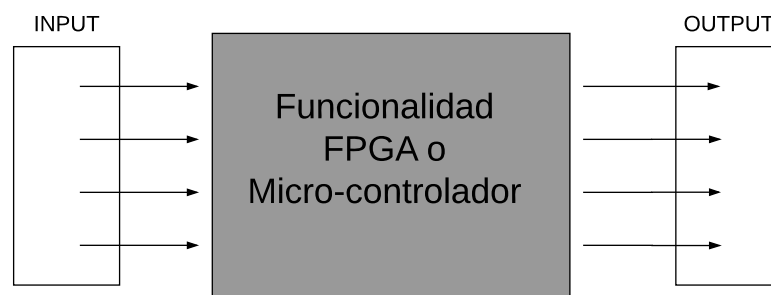 INPUT
OUTPUT
Funcionalidad
FPGA o
Micro-controlador